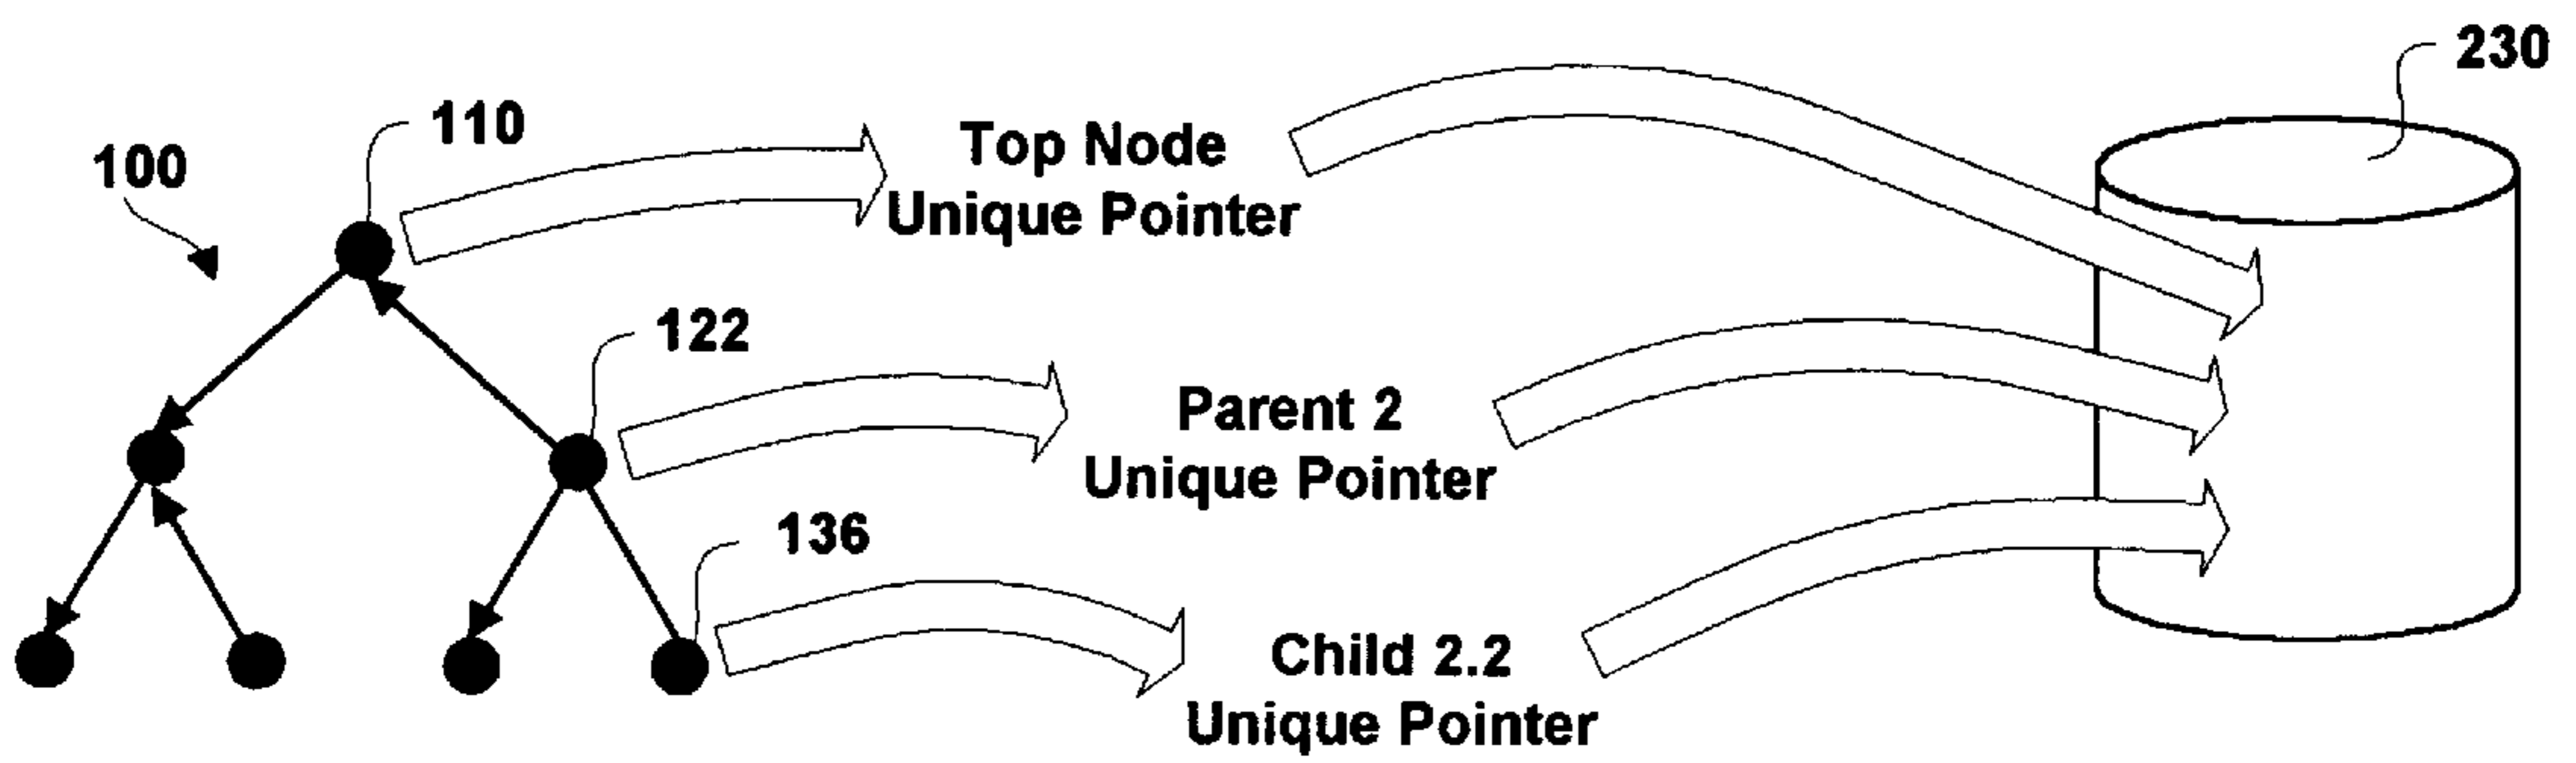 230
110
100
Top Node
Unique Pointer
122
Parent 2
Unique Pointer
136
Child 2.2
Unique Pointer